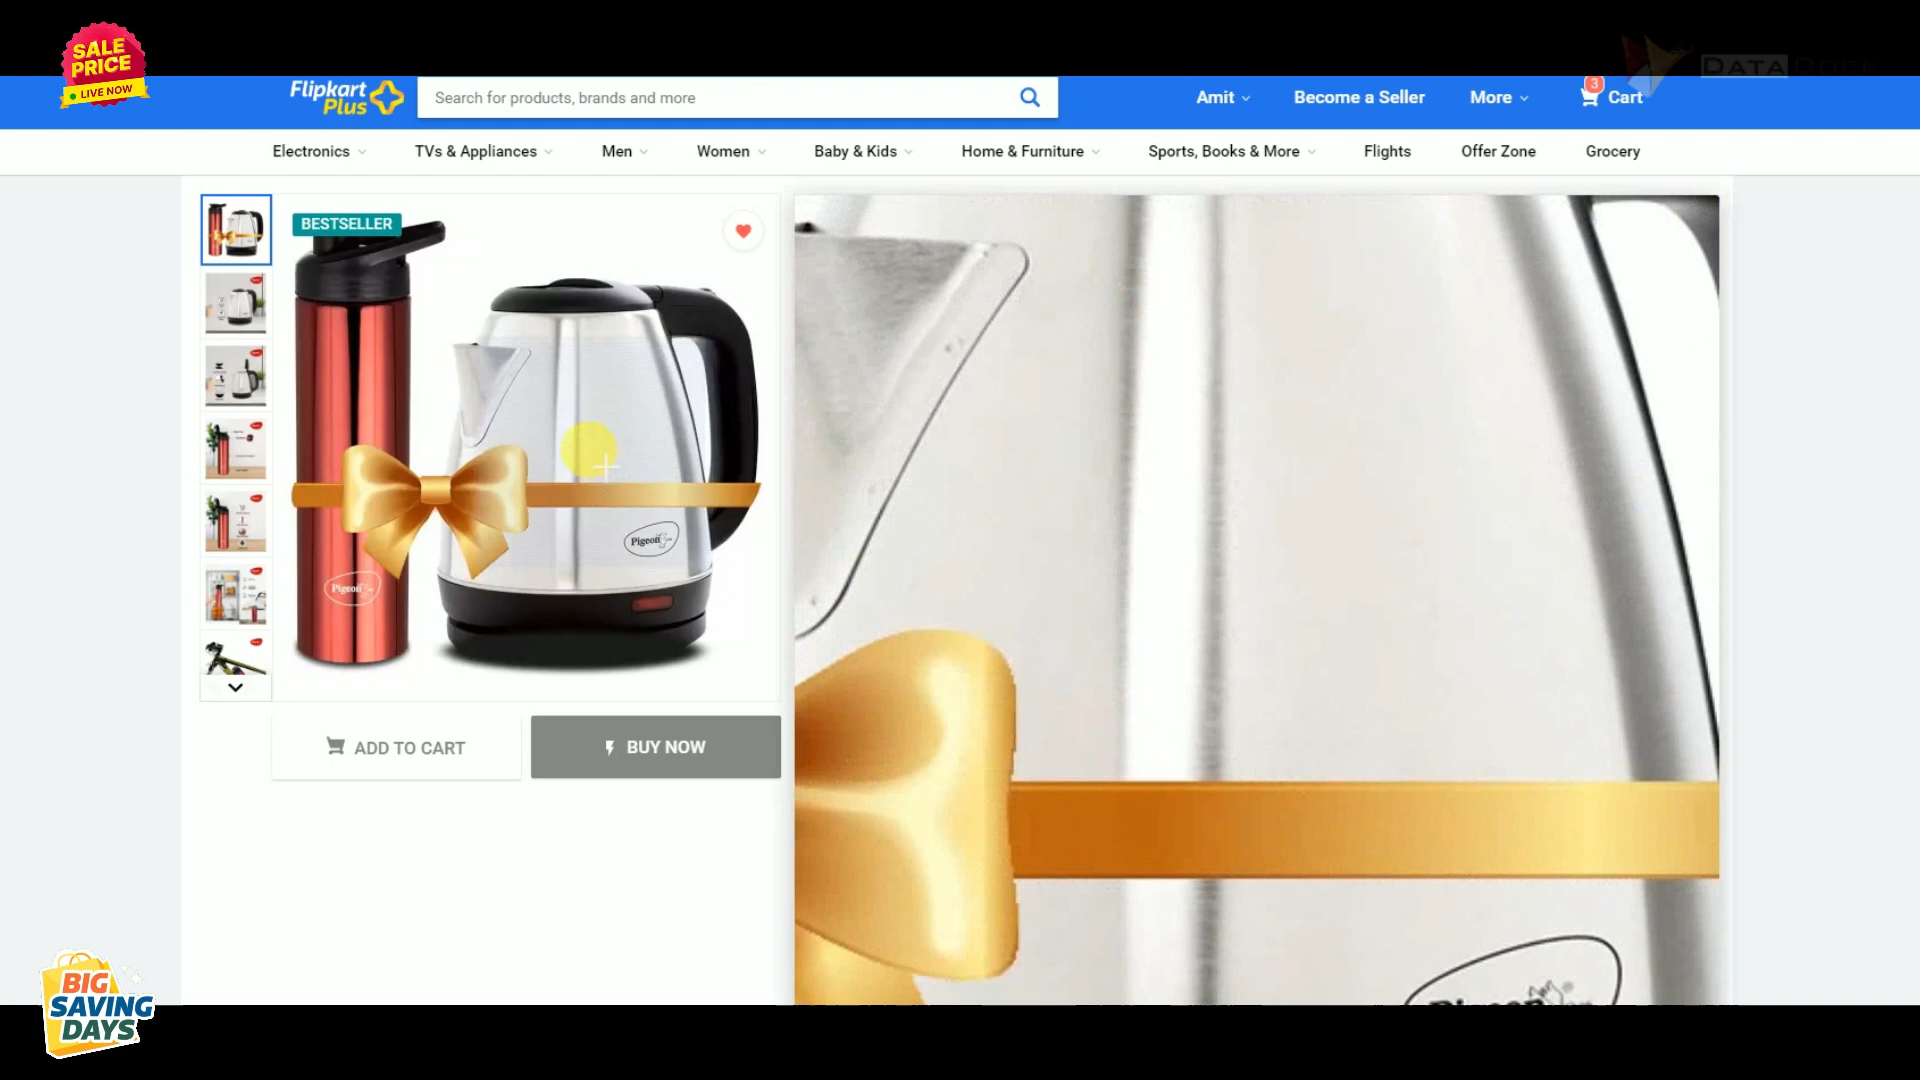 SALE
PRICE
LIVE NOW
DATA
Flipkart
Plus
Search for products, brands and more
Amit
Become a Seller
More
3
Cart
Electronics
TVs & Appliances
Men
Women
Baby & Kids
Home & Furniture
Sports, Books & More
Flights
Offer Zone
Grocery
BESTSELLER
Pigeon
Pigeon
ADD TO CART
BUY NOW
Pigeon
BIG
SAVING
DAYS